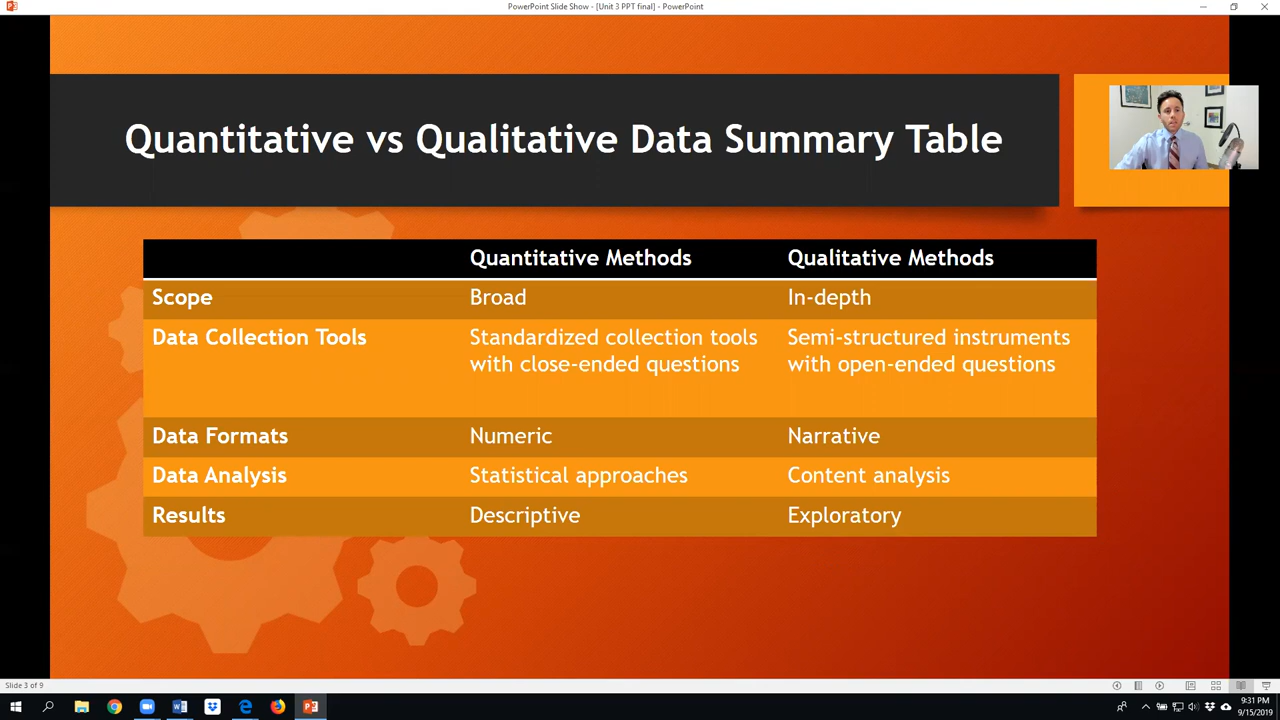 PowerPoint Slide Show - [Unit 3 PPT final] - PowerPoint
Quantitative vs Qualitative Data Summary Table
Quantitative Methods Qualitative Methods
Scope Broad In-depth
Data Collection Tools Standardized collection tools Semi-structured instruments
with close-ended questions with open-ended questions
Data Formats Numeric Narrative
Data Analysis Statistical approaches Content analysis
Results Descriptive Exploratory
Slide 3 of 9
9:31 PM
9/15/2019